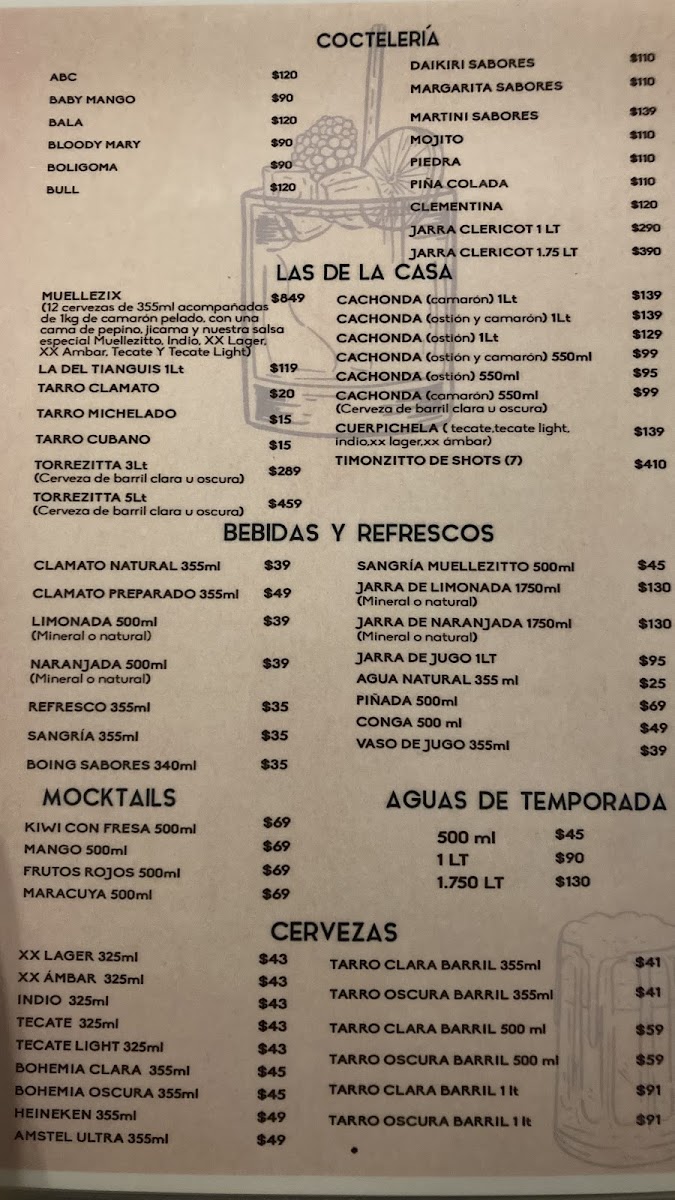 COCTELERÍA
ABC $120
BABY MANGO $90
BALA $120
BLOODY MARY $90
BOLIGOMA $90
BULL $120
DAIKIRI SABORES $110
MARGARITA SABORES $110
MARTINI SABORES $139
MOJITO $110
PIEDRA $110
PIÑA COLADA $110
CLEMENTINA $120
JARRA CLERICOT 1 LT $290
JARRA CLERICOT 1.75 LT $390
LAS DE LA CASA
MUELLEZIX $849
(12 cervezas de 355ml acompañadas
de 1kg de camarón pelado, con una
cama de pepino, jicama y nuestra salsa
especial Muellezitto, Indio, XX Lager,
XX Ambar, Tecate Y Tecate Light)
LA DEL TIANGUIS 1Lt $119
TARRO CLAMATO $20
TARRO MICHELADO $15
TARRO CUBANO $15
TORREZITTA 3Lt $289
(Cerveza de barril clara u oscura)
TORREZITTA 5Lt $459
(Cerveza de barril clara u oscura)
CACHONDA (camarón) 1Lt $139
CACHONDA (ostión y camarón) 1Lt $139
CACHONDA (ostión) 1Lt $129
CACHONDA (ostión y camarón) 550ml $99
CACHONDA (ostión) 550ml $95
CACHONDA (camarón) 550ml $99
(Cerveza de barril clara u oscura)
CUERPICHELA ( tecate,tecate light,
indio,xx lager,xx ámbar) $139
TIMONZITTO DE SHOTS (7) $410
BEBIDAS Y REFRESCOS
CLAMATO NATURAL 355ml $39
CLAMATO PREPARADO 355ml $49
LIMONADA 500ml $39
(Mineral o natural)
NARANJADA 500ml $39
(Mineral o natural)
REFRESCO 355ml $35
SANGRÍA 355ml $35
BOING SABORES 340ml $35
SANGRÍA MUELLEZITTO 500ml $45
JARRA DE LIMONADA 1750ml $130
(Mineral o natural)
JARRA DE NARANJADA 1750ml $130
(Mineral o natural)
JARRA DE JUGO 1LT $95
AGUA NATURAL 355 ml $25
PIÑADA 500ml $69
CONGA 500 ml $49
VASO DE JUGO 355ml $39
MOCKTAILS
KIWI CON FRESA 500ml $69
MANGO 500ml $69
FRUTOS ROJOS 500ml $69
MARACUYA 500ml $69
AGUAS DE TEMPORADA
500 ml $45
1 LT $90
1.750 LT $130
CERVEZAS
XX LAGER 325ml $43
XX ÁMBAR 325ml $43
INDIO 325ml $43
TECATE 325ml $43
TECATE LIGHT 325ml $43
BOHEMIA CLARA 355ml $45
BOHEMIA OSCURA 355ml $45
HEINEKEN 355ml $49
AMSTEL ULTRA 355ml $49
TARRO CLARA BARRIL 355ml $41
TARRO OSCURA BARRIL 355ml $41
TARRO CLARA BARRIL 500 ml $59
TARRO OSCURA BARRIL 500 ml $59
TARRO CLARA BARRIL 1 lt $91
TARRO OSCURA BARRIL 1 lt $91